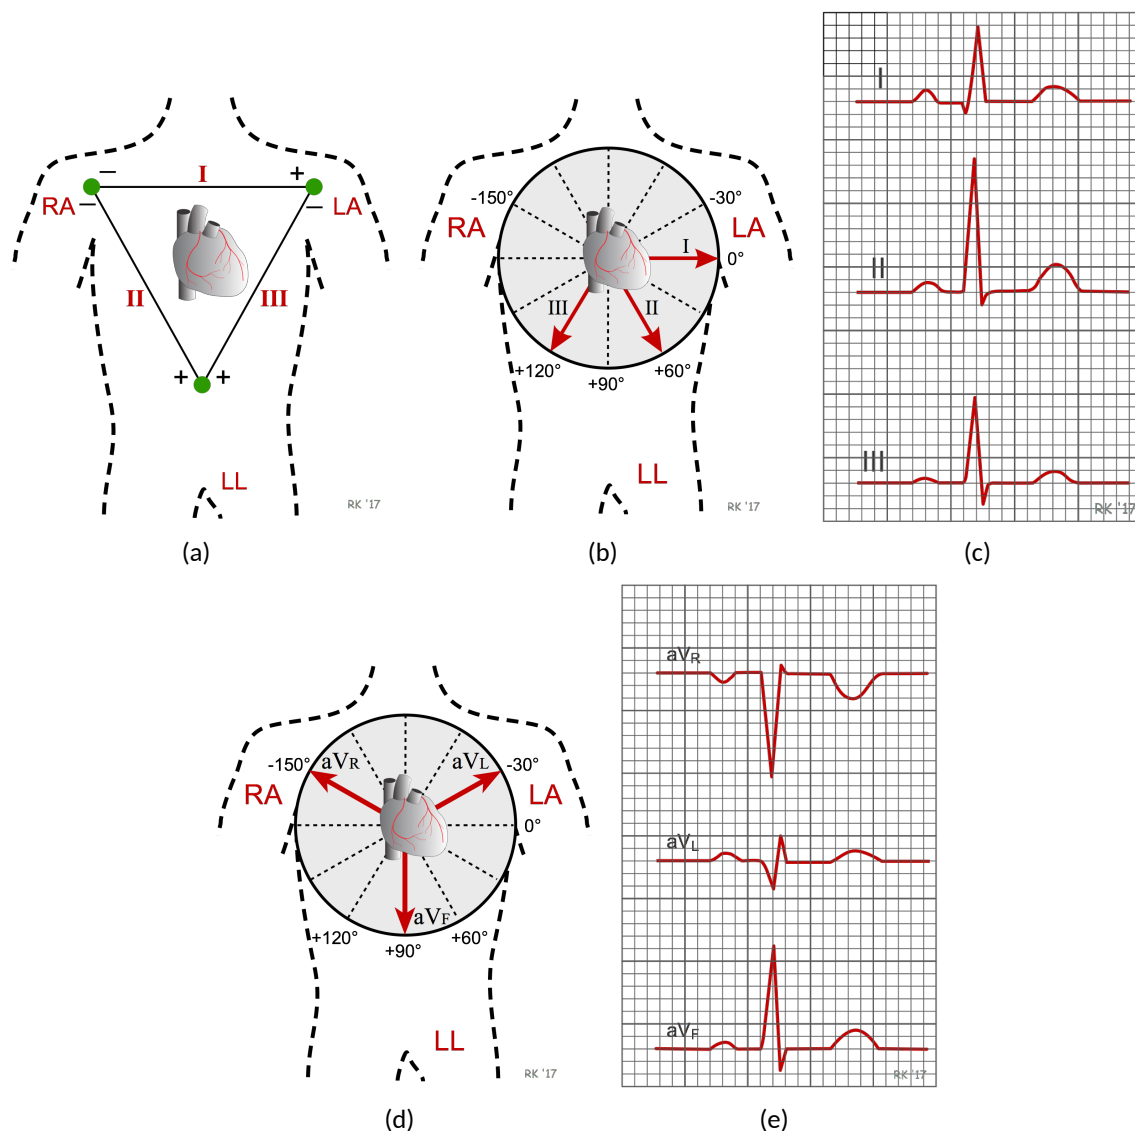 − I +
RA − − LA
II III
+ +
LL
RK '17
(a)
-150° -30°
RA LA
I
0°
III II
+120° +60°
+90°
LL
RK '17
(b)
I
II
III
RK '17
(c)
-150° aVR aVL -30°
RA LA
0°
aVF
+120° +60°
+90°
LL
RK '17
(d)
aVR
aVL
aVF
RK '17
(e)